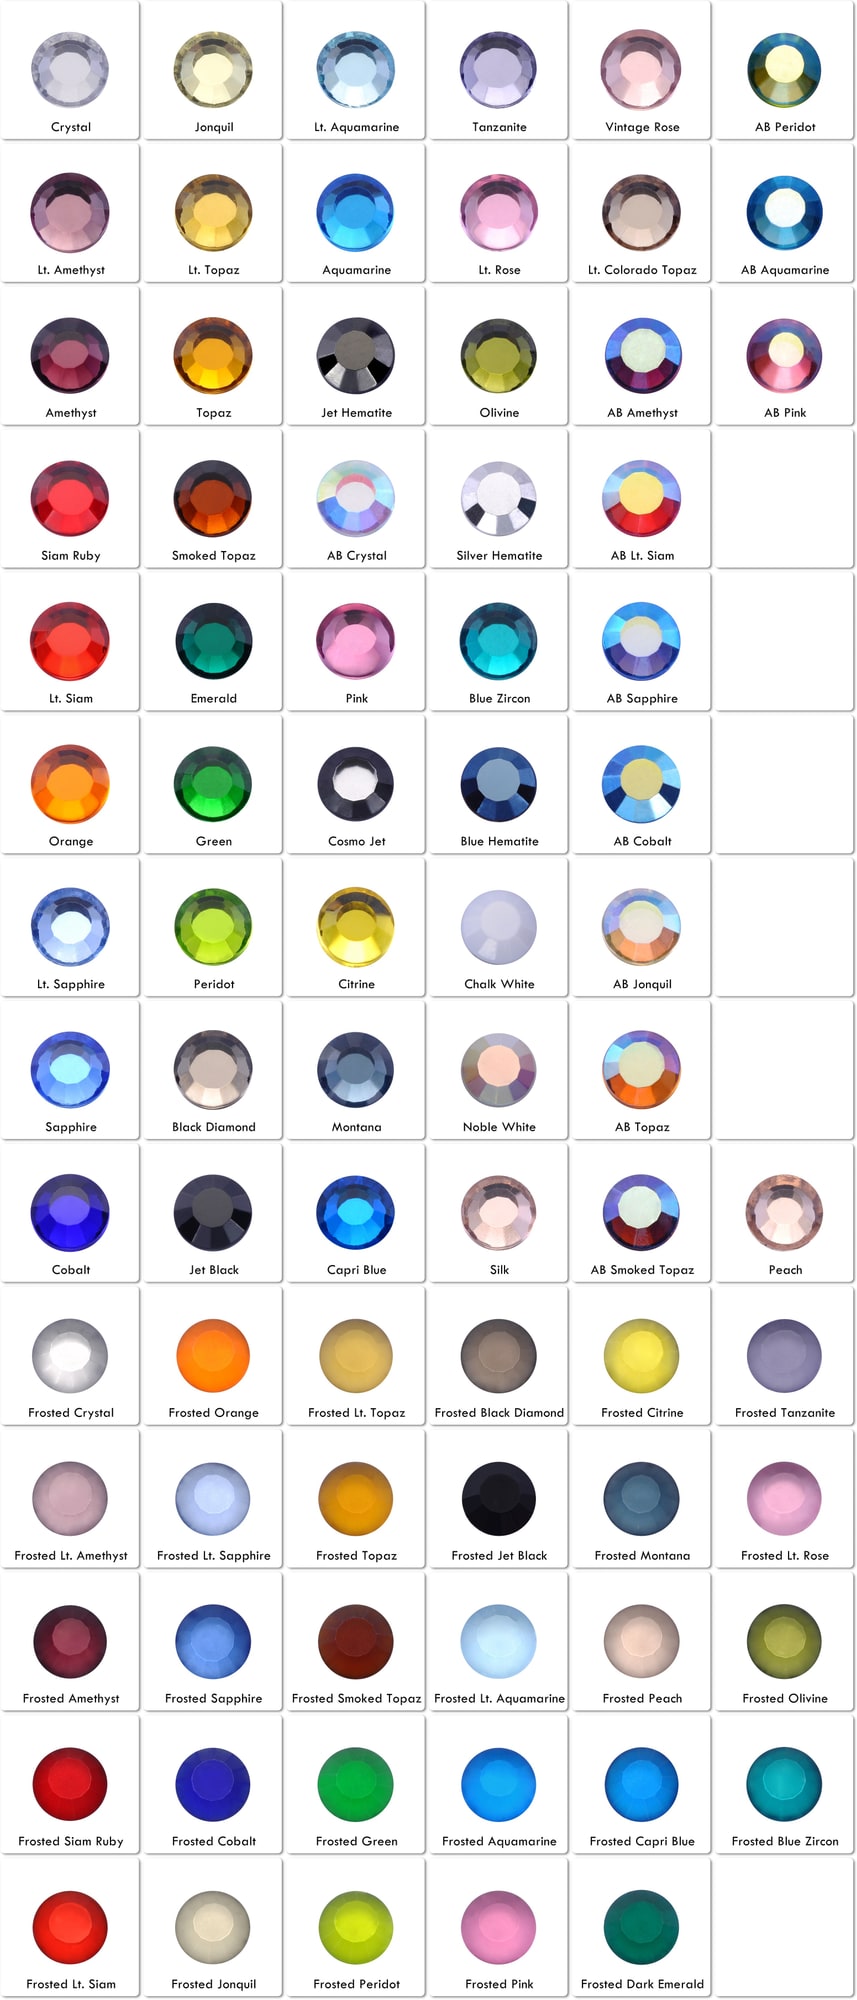 Crystal
Jonquil
Lt. Aquamarine
Tanzanite
Vintage Rose
AB Peridot
Lt. Amethyst
Lt. Topaz
Aquamarine
Lt. Rose
Lt. Colorado Topaz
AB Aquamarine
Amethyst
Topaz
Jet Hematite
Olivine
AB Amethyst
AB Pink
Siam Ruby
Smoked Topaz
AB Crystal
Silver Hematite
AB Lt. Siam
Lt. Siam
Emerald
Pink
Blue Zircon
AB Sapphire
Orange
Green
Cosmo Jet
Blue Hematite
AB Cobalt
Lt. Sapphire
Peridot
Citrine
Chalk White
AB Jonquil
Sapphire
Black Diamond
Montana
Noble White
AB Topaz
Cobalt
Jet Black
Capri Blue
Silk
AB Smoked Topaz
Peach
Frosted Crystal
Frosted Orange
Frosted Lt. Topaz
Frosted Black Diamond
Frosted Citrine
Frosted Tanzanite
Frosted Lt. Amethyst
Frosted Lt. Sapphire
Frosted Topaz
Frosted Jet Black
Frosted Montana
Frosted Lt. Rose
Frosted Amethyst
Frosted Sapphire
Frosted Smoked Topaz
Frosted Lt. Aquamarine
Frosted Peach
Frosted Olivine
Frosted Siam Ruby
Frosted Cobalt
Frosted Green
Frosted Aquamarine
Frosted Capri Blue
Frosted Blue Zircon
Frosted Lt. Siam
Frosted Jonquil
Frosted Peridot
Frosted Pink
Frosted Dark Emerald